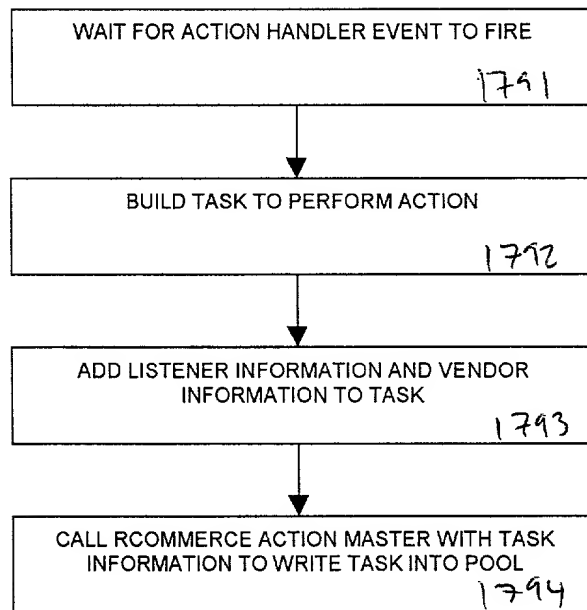 WAIT FOR ACTION HANDLER EVENT TO FIRE
1791
BUILD TASK TO PERFORM ACTION
1792
ADD LISTENER INFORMATION AND VENDOR
INFORMATION TO TASK
1793
CALL RCOMMERCE ACTION MASTER WITH TASK
INFORMATION TO WRITE TASK INTO POOL
1794